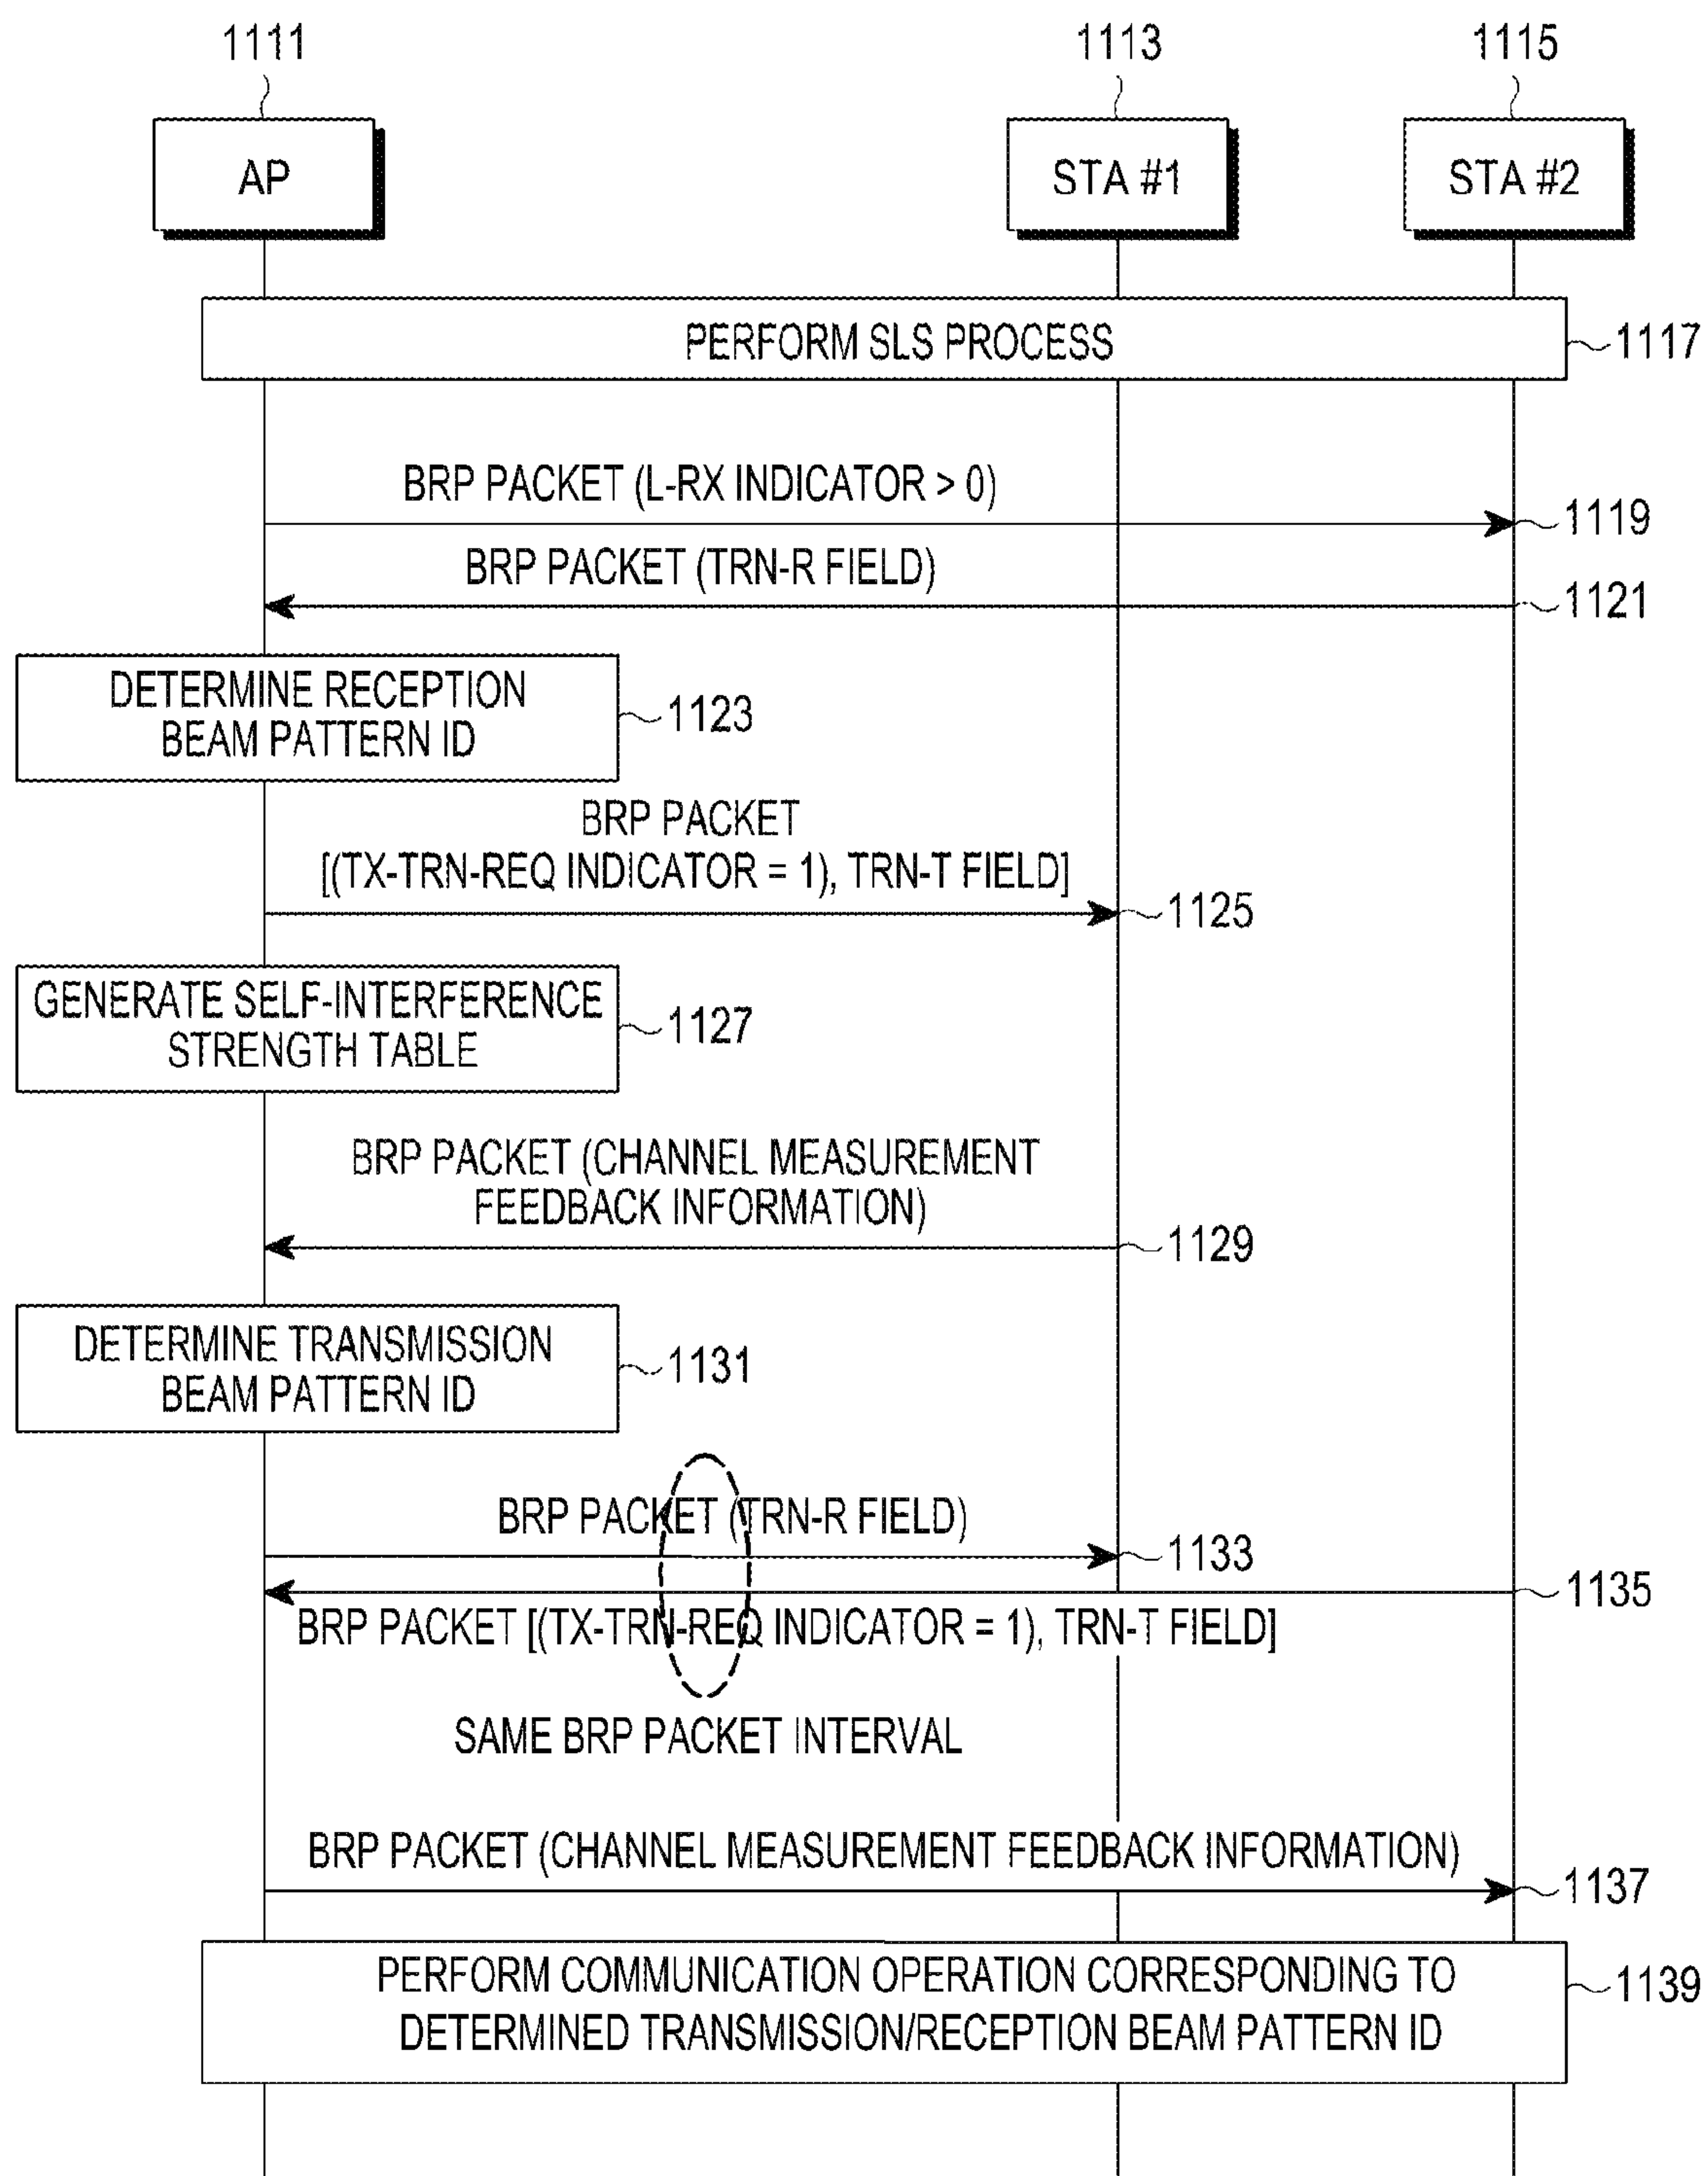 1111
1113
1115
AP
STA #1
STA #2
PERFORM SLS PROCESS
1117
BRP PACKET (L-RX INDICATOR > 0)
1119
BRP PACKET (TRN-R FIELD)
1121
DETERMINE RECEPTION
BEAM PATTERN ID
1123
BRP PACKET
[(TX-TRN-REQ INDICATOR = 1), TRN-T FIELD]
1125
GENERATE SELF-INTERFERENCE
STRENGTH TABLE
1127
BRP PACKET (CHANNEL MEASUREMENT
FEEDBACK INFORMATION)
1129
DETERMINE TRANSMISSION
BEAM PATTERN ID
1131
BRP PACKET (TRN-R FIELD)
1133
1135
BRP PACKET [(TX-TRN-REQ INDICATOR = 1), TRN-T FIELD]
SAME BRP PACKET INTERVAL
BRP PACKET (CHANNEL MEASUREMENT FEEDBACK INFORMATION)
1137
PERFORM COMMUNICATION OPERATION CORRESPONDING TO
DETERMINED TRANSMISSION/RECEPTION BEAM PATTERN ID
1139